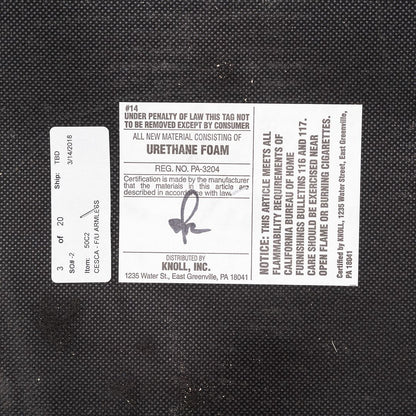 Ship: TBD 3/14/2018
3 of 20
SC# -2
Item: 50C2
CESCA - F/U ARMLESS
#14
UNDER PENALTY OF LAW THIS TAG NOT
TO BE REMOVED EXCEPT BY CONSUMER
ALL NEW MATERIAL CONSISTING OF
URETHANE FOAM
REG. NO. PA-3204
Certification is made by the manufacturer
that the materials in this article are
described in accordance with law.
DISTRIBUTED BY
KNOLL, INC.
1235 Water St., East Greenville, PA 18041
NOTICE: THIS ARTICLE MEETS ALL
FLAMMABILITY REQUIREMENTS OF
CALIFORNIA BUREAU OF HOME
FURNISHINGS BULLETINS 116 AND 117.
CARE SHOULD BE EXERCISED NEAR
OPEN FLAME OR BURNING CIGARETTES.
Certified by KNOLL, 1235 Water Street, East Greenville,
PA 18041